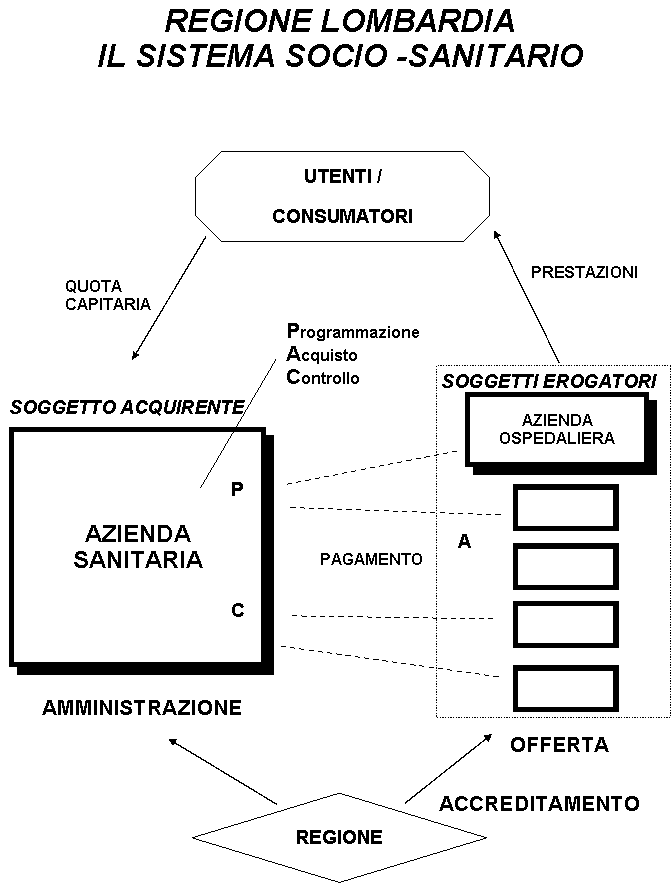 REGIONE LOMBARDIA
IL SISTEMA SOCIO -SANITARIO
UTENTI /
CONSUMATORI
QUOTA
CAPITARIA
PRESTAZIONI
Programmazione
Acquisto
Controllo
SOGGETTO ACQUIRENTE
SOGGETTI EROGATORI
AZIENDA
OSPEDALIERA
P
AZIENDA
SANITARIA
A
PAGAMENTO
C
AMMINISTRAZIONE
OFFERTA
ACCREDITAMENTO
REGIONE